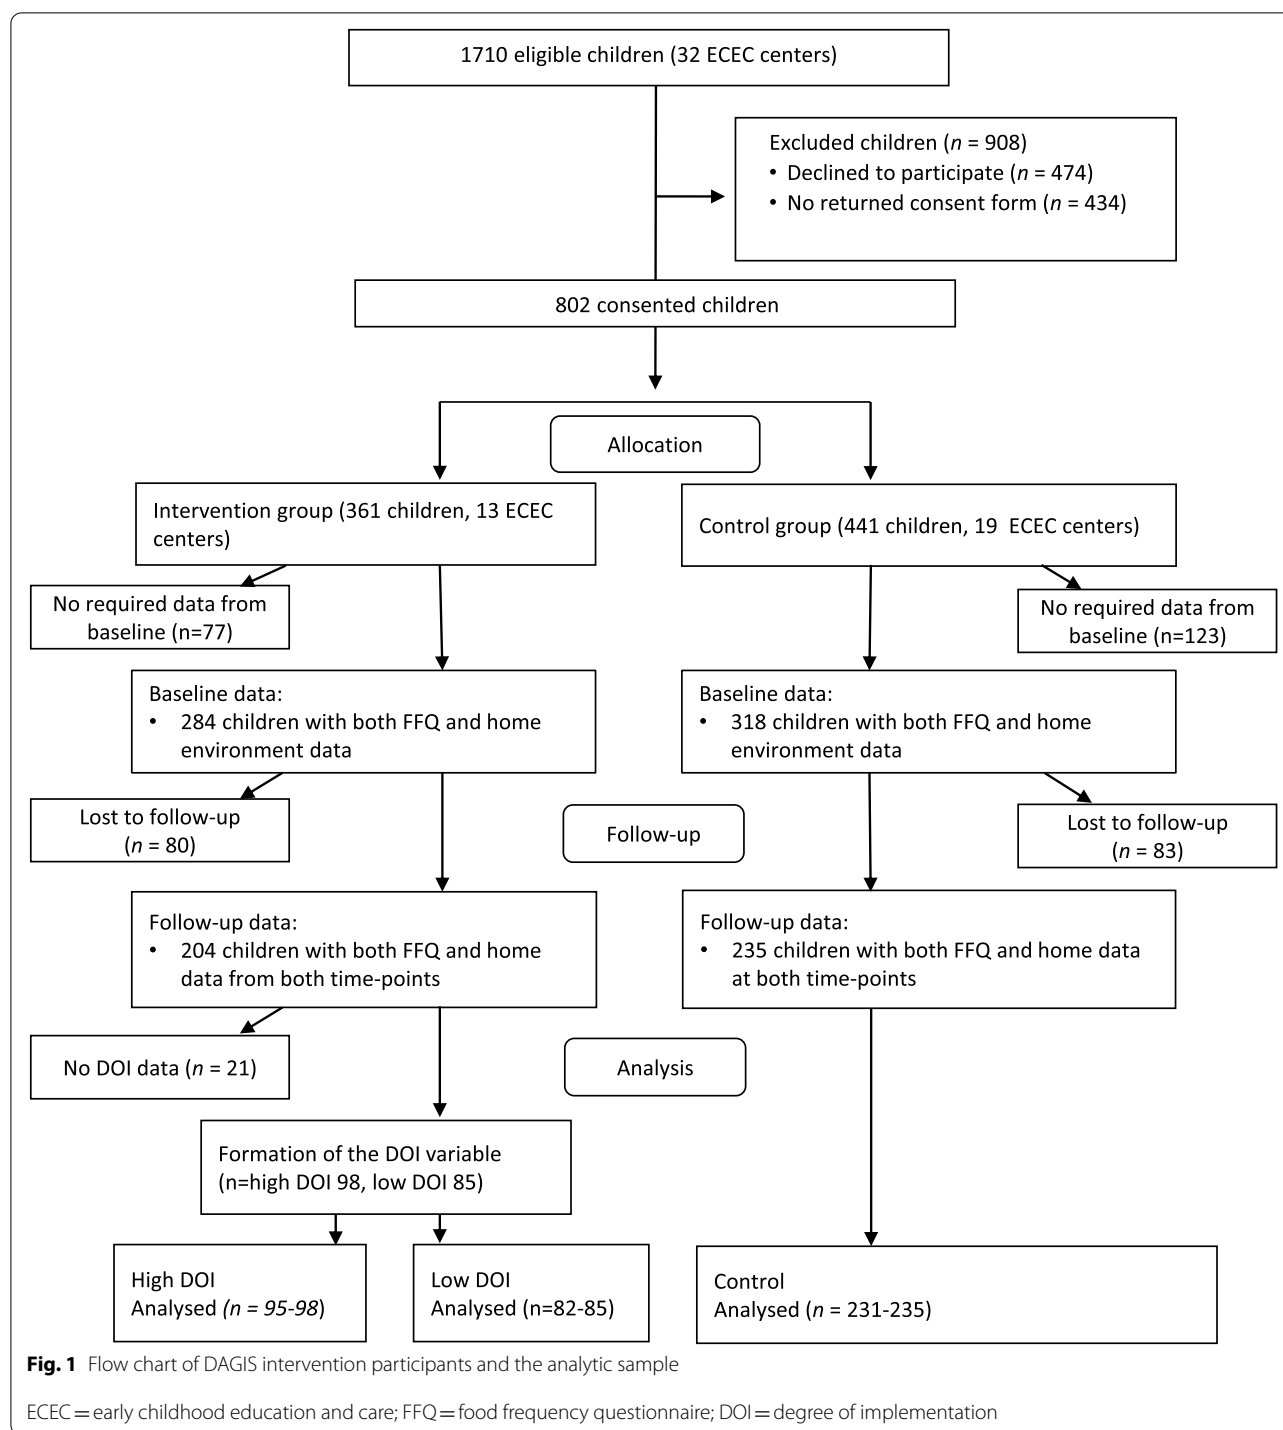 1710 eligible children (32 ECEC centers)
Excluded children (n = 908)
• Declined to participate (n = 474)
• No returned consent form (n = 434)
802 consented children
Allocation
Intervention group (361 children, 13 ECEC
centers)
Control group (441 children, 19 ECEC centers)
No required data from
baseline (n=77)
No required data from
baseline (n=123)
Baseline data:
• 284 children with both FFQ and home
environment data
Baseline data:
• 318 children with both FFQ and home
environment data
Lost to follow-up
(n = 80)
Follow-up
Lost to follow-up
(n = 83)
Follow-up data:
• 204 children with both FFQ and home
data from both time-points
Follow-up data:
• 235 children with both FFQ and home data
at both time-points
No DOI data (n = 21)
Analysis
Formation of the DOI variable
(n=high DOI 98, low DOI 85)
High DOI
Analysed (n = 95-98)
Low DOI
Analysed (n=82-85)
Control
Analysed (n = 231-235)
Fig. 1 Flow chart of DAGIS intervention participants and the analytic sample
ECEC = early childhood education and care; FFQ = food frequency questionnaire; DOI = degree of implementation